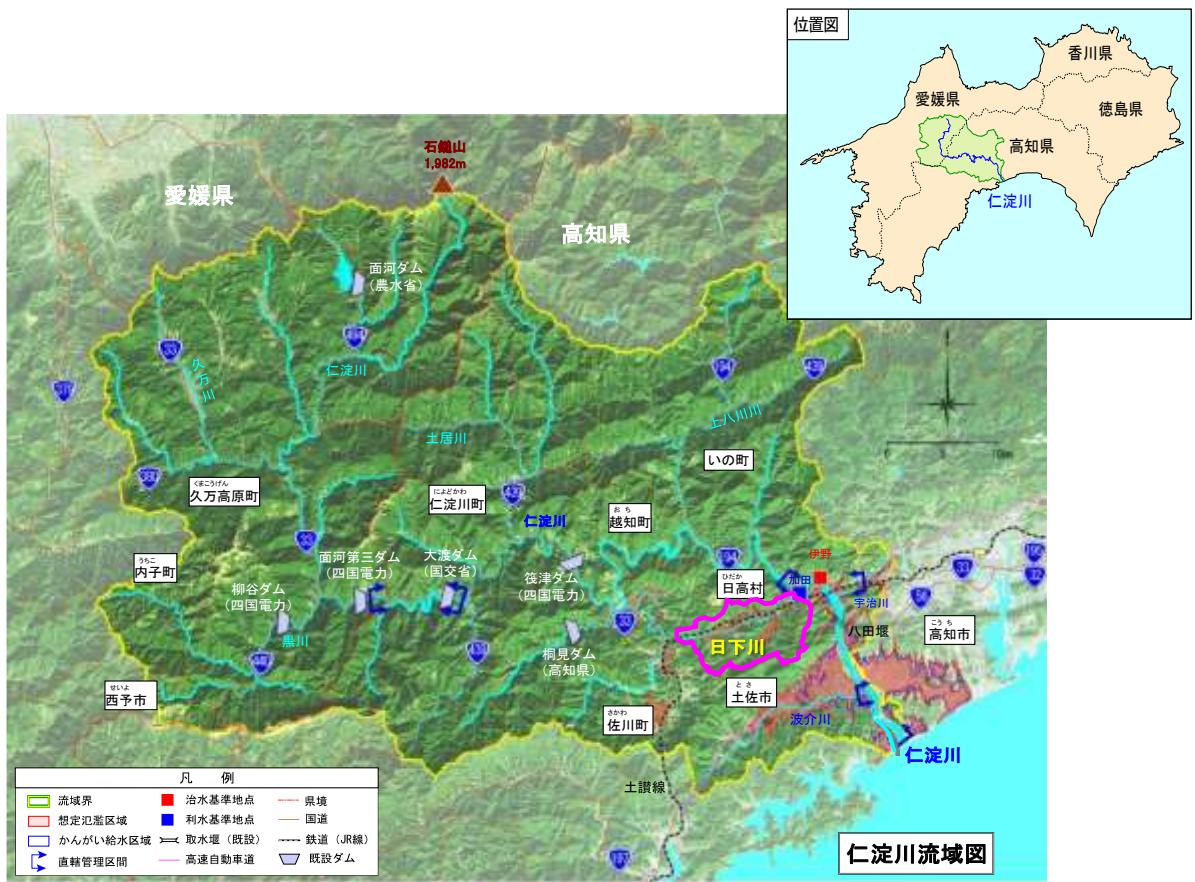 位置図
香川県
愛媛県
徳島県
高知県
仁淀川
石鎚山
1,982m
愛媛県
高知県
面河ダム
（農水省）
494
33
久万川
仁淀川
194
439
土居川
上八川川
いの町
380
くまこうげん
久万高原町
によどがわ
仁淀川町
仁淀川
おち
越知町
33
194
伊野
うちこ
内子町
面河第三ダム
（四国電力）
大渡ダム
（国交省）
筏津ダム
（四国電力）
ひだか
日高村
加田
宇治川
33
56
32
柳谷ダム
（四国電力）
黒川
33
八田堰
こうち
高知市
日下川
桐見ダム
（高知県）
せいよ
西予市
とさ
土佐市
さかわ
佐川町
波介川
仁淀川
土讃線
197
凡 例
流域界
治水基準地点
県境
想定氾濫区域
利水基準地点
国道
かんがい給水区域
取水堰（既設）
鉄道（JR線）
直轄管理区間
高速自動車道
既設ダム
仁淀川流域図